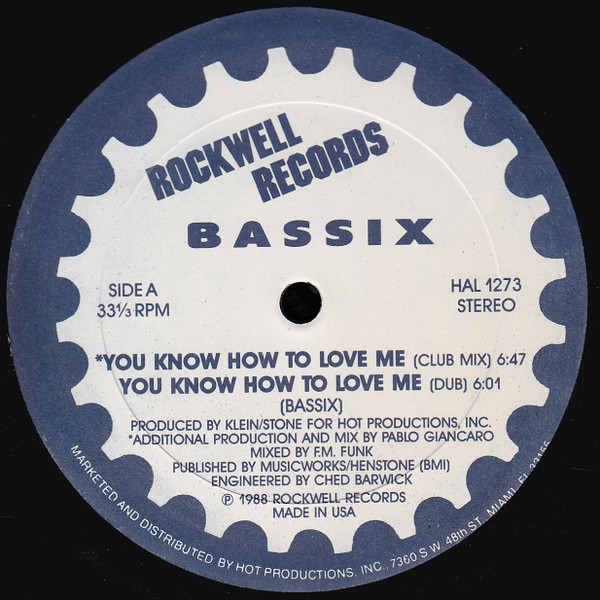 ROCKWELL
RECORDS
BASSIX
SIDE A
33⅓ RPM
HAL 1273
STEREO
*YOU KNOW HOW TO LOVE ME (CLUB MIX) 6:47
YOU KNOW HOW TO LOVE ME (DUB) 6:01
(BASSIX)
PRODUCED BY KLEIN/STONE FOR HOT PRODUCTIONS, INC.
*ADDITIONAL PRODUCTION AND MIX BY PABLO GIANCARO
MIXED BY F.M. FUNK
PUBLISHED BY MUSICWORKS/HENSTONE (BMI)
ENGINEERED BY CHED BARWICK
℗ 1988 ROCKWELL RECORDS
MADE IN USA
MARKETED AND DISTRIBUTED BY HOT PRODUCTIONS. INC., 7360 S.W. 48th ST. MIAMI, FL